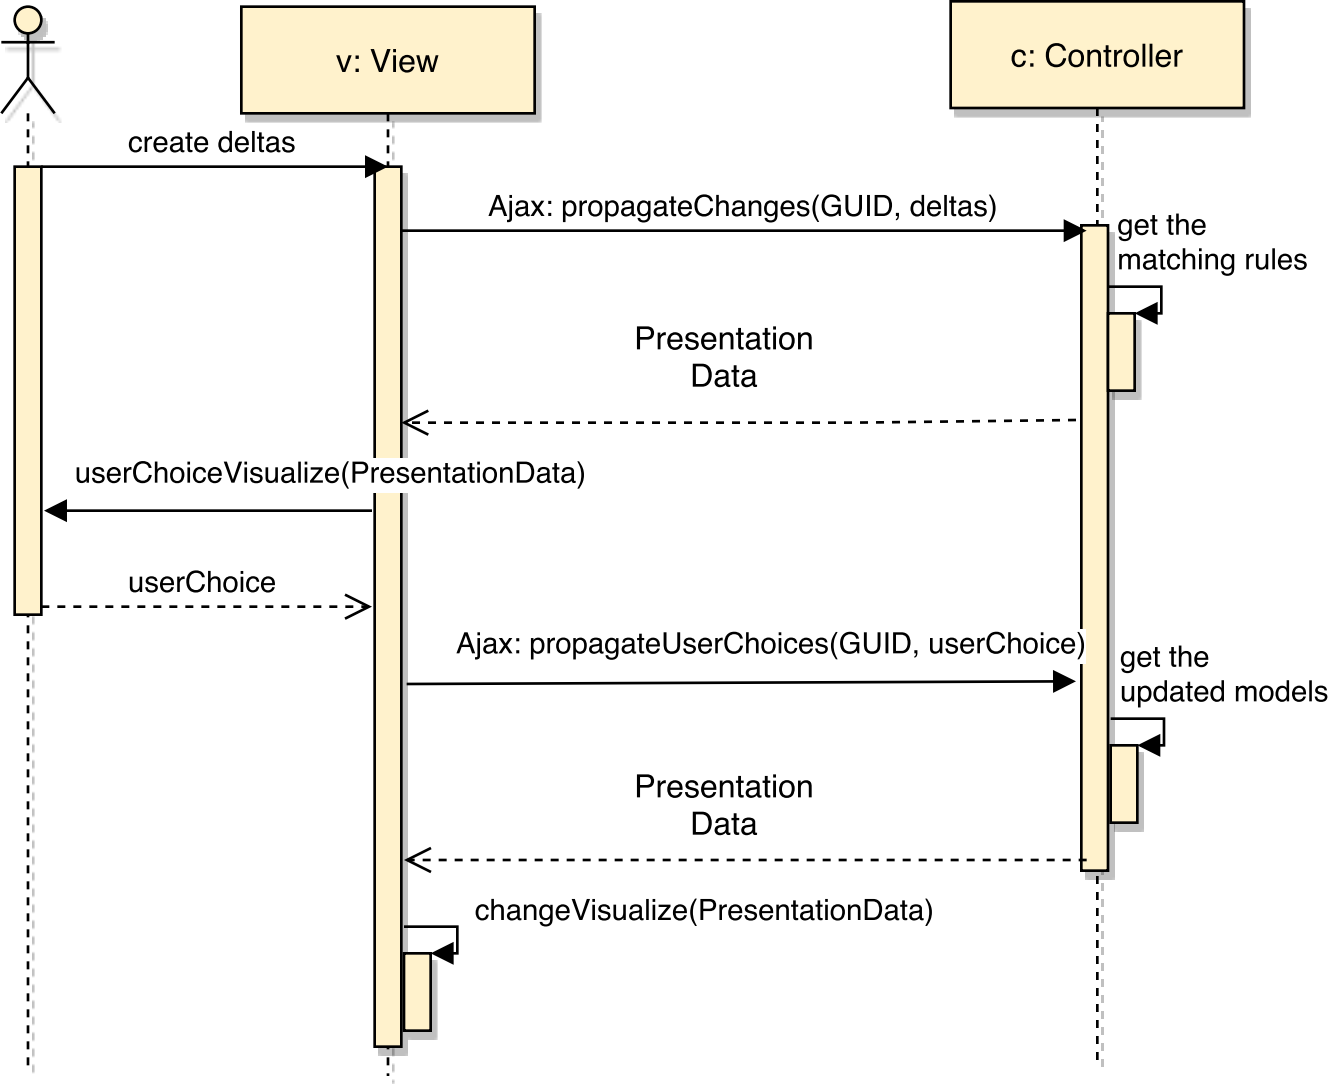 v: View
c: Controller
create deltas
Ajax: propagateChanges(GUID, deltas)
get the
matching rules
Presentation
Data
userChoiceVisualize(PresentationData)
userChoice
Ajax: propagateUserChoices(GUID, userChoice)
get the
updated models
Presentation
Data
changeVisualize(PresentationData)